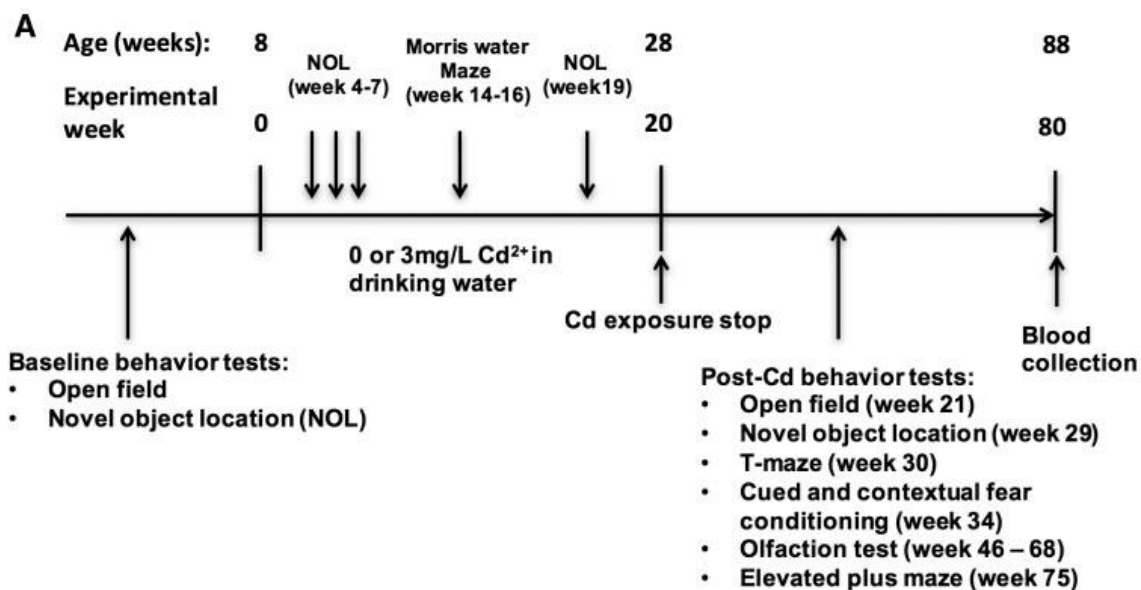 A
Age (weeks):
8
28
88
NOL
(week 4-7)
Morris water
Maze
(week 14-16)
NOL
(week19)
Experimental
week
0
20
80
0 or 3mg/L Cd²⁺ in
drinking water
Cd exposure stop
Blood
collection
Baseline behavior tests:
• Open field
• Novel object location (NOL)
Post-Cd behavior tests:
• Open field (week 21)
• Novel object location (week 29)
• T-maze (week 30)
• Cued and contextual fear
conditioning (week 34)
• Olfaction test (week 46 – 68)
• Elevated plus maze (week 75)